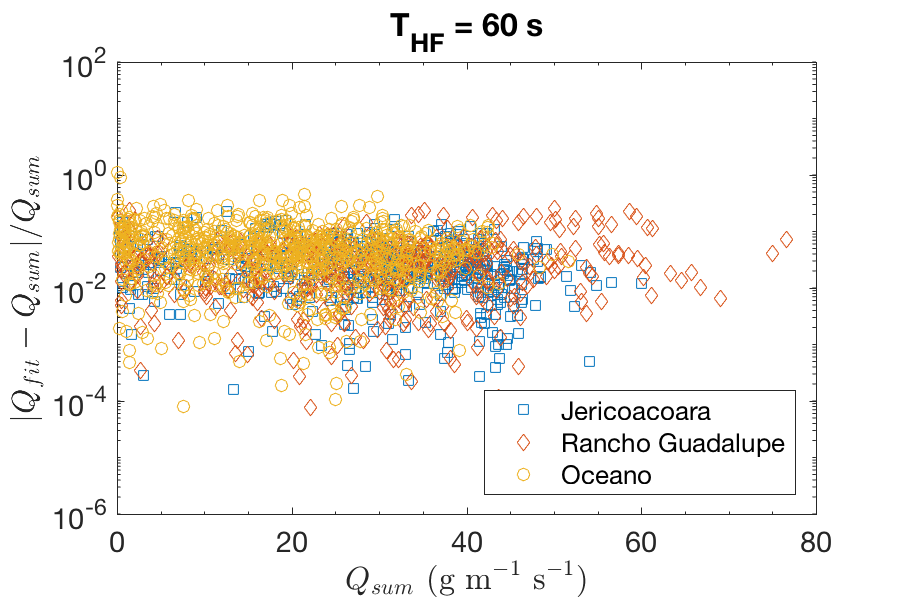 T_HF = 60 s
|Q_fit − Q_sum|/Q_sum
10^2
10^0
10^-2
10^-4
10^-6
Jericoacoara
Rancho Guadalupe
Oceano
0 20 40 60 80
Q_sum (g m^−1 s^−1)